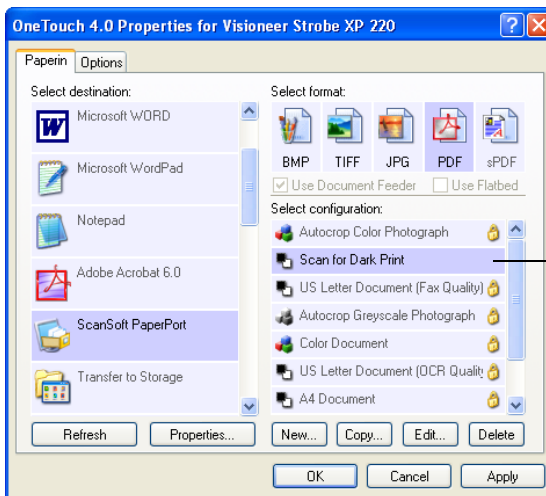 OneTouch 4.0 Properties for Visioneer Strobe XP 220
Paperin
Options
Select destination:
Microsoft WORD
Microsoft WordPad
Notepad
Adobe Acrobat 6.0
ScanSoft PaperPort
Transfer to Storage
Refresh
Properties...
Select format:
BMP TIFF JPG PDF sPDF
Use Document Feeder
Use Flatbed
Select configuration:
Autocrop Color Photograph
Scan for Dark Print
US Letter Document (Fax Quality)
Autocrop Greyscale Photograph
Color Document
US Letter Document (OCR Quality
A4 Document
New...
Copy...
Edit...
Delete
OK
Cancel
Apply